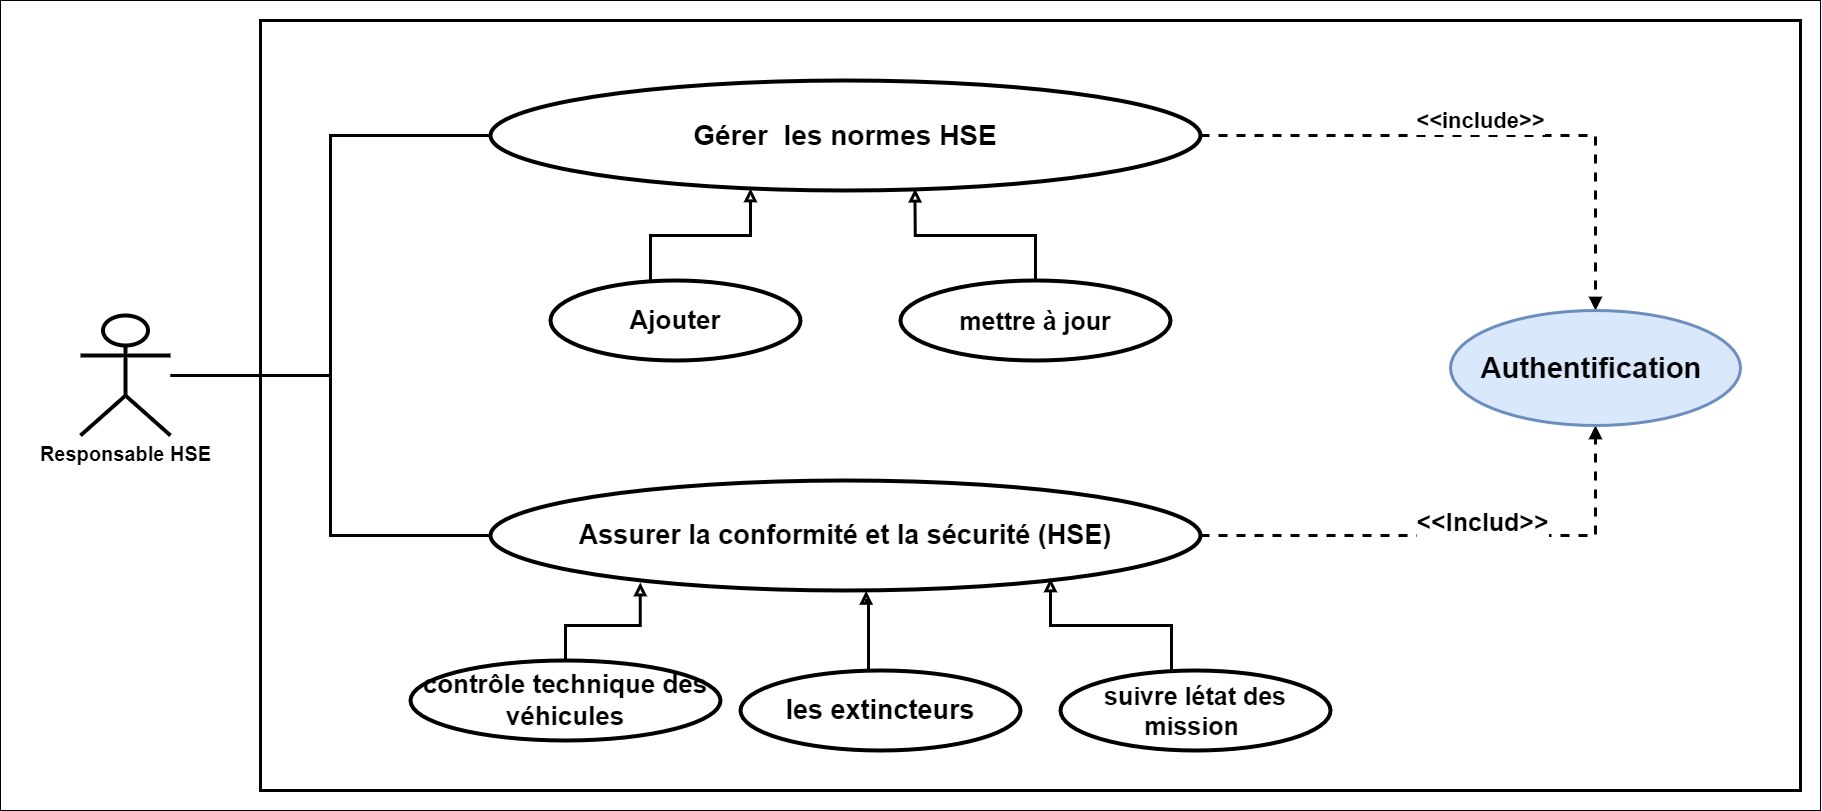 Gérer  les normes HSE
<<include>>
Ajouter
mettre à jour
Authentification
Responsable HSE
Assurer la conformité et la sécurité (HSE)
<<Includ>>
contrôle technique des
véhicules
les extincteurs
suivre létat des
mission